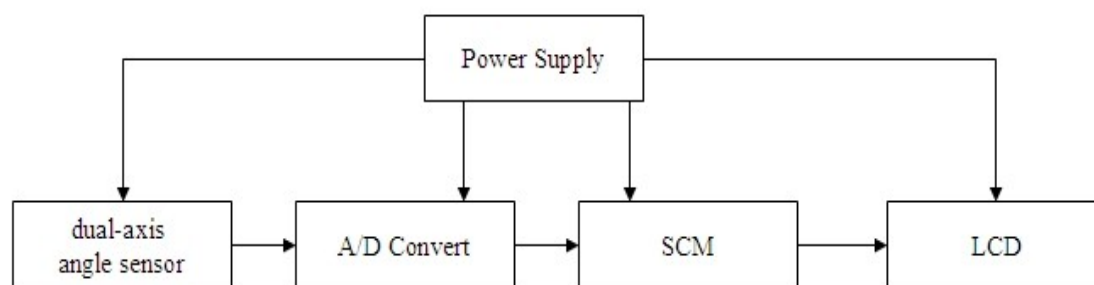 Power Supply
dual-axis
angle sensor
A/D Convert
SCM
LCD